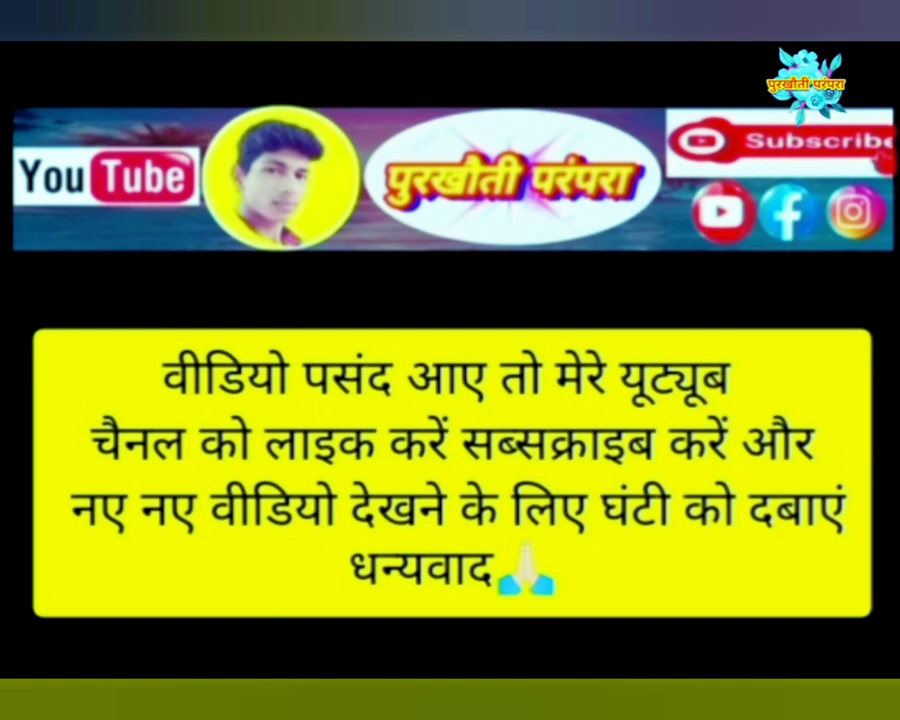 पुरखौती परंपरा
You Tube
पुरखौती परंपरा
Subscribe
वीडियो पसंद आए तो मेरे यूट्यूब
चैनल को लाइक करें सब्सक्राइब करें और
नए नए वीडियो देखने के लिए घंटी को दबाएं
धन्यवाद🙏🏻